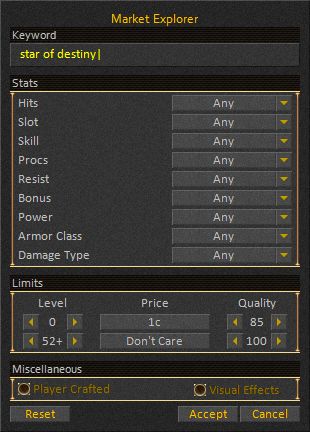 Market Explorer
Keyword
star of destiny
Stats
Hits Any
Slot Any
Skill Any
Procs Any
Resist Any
Bonus Any
Power Any
Armor Class Any
Damage Type Any
Limits
Level Price Quality
0 1c 85
52+ Don't Care 100
Miscellaneous
Player Crafted Visual Effects
Reset Accept Cancel